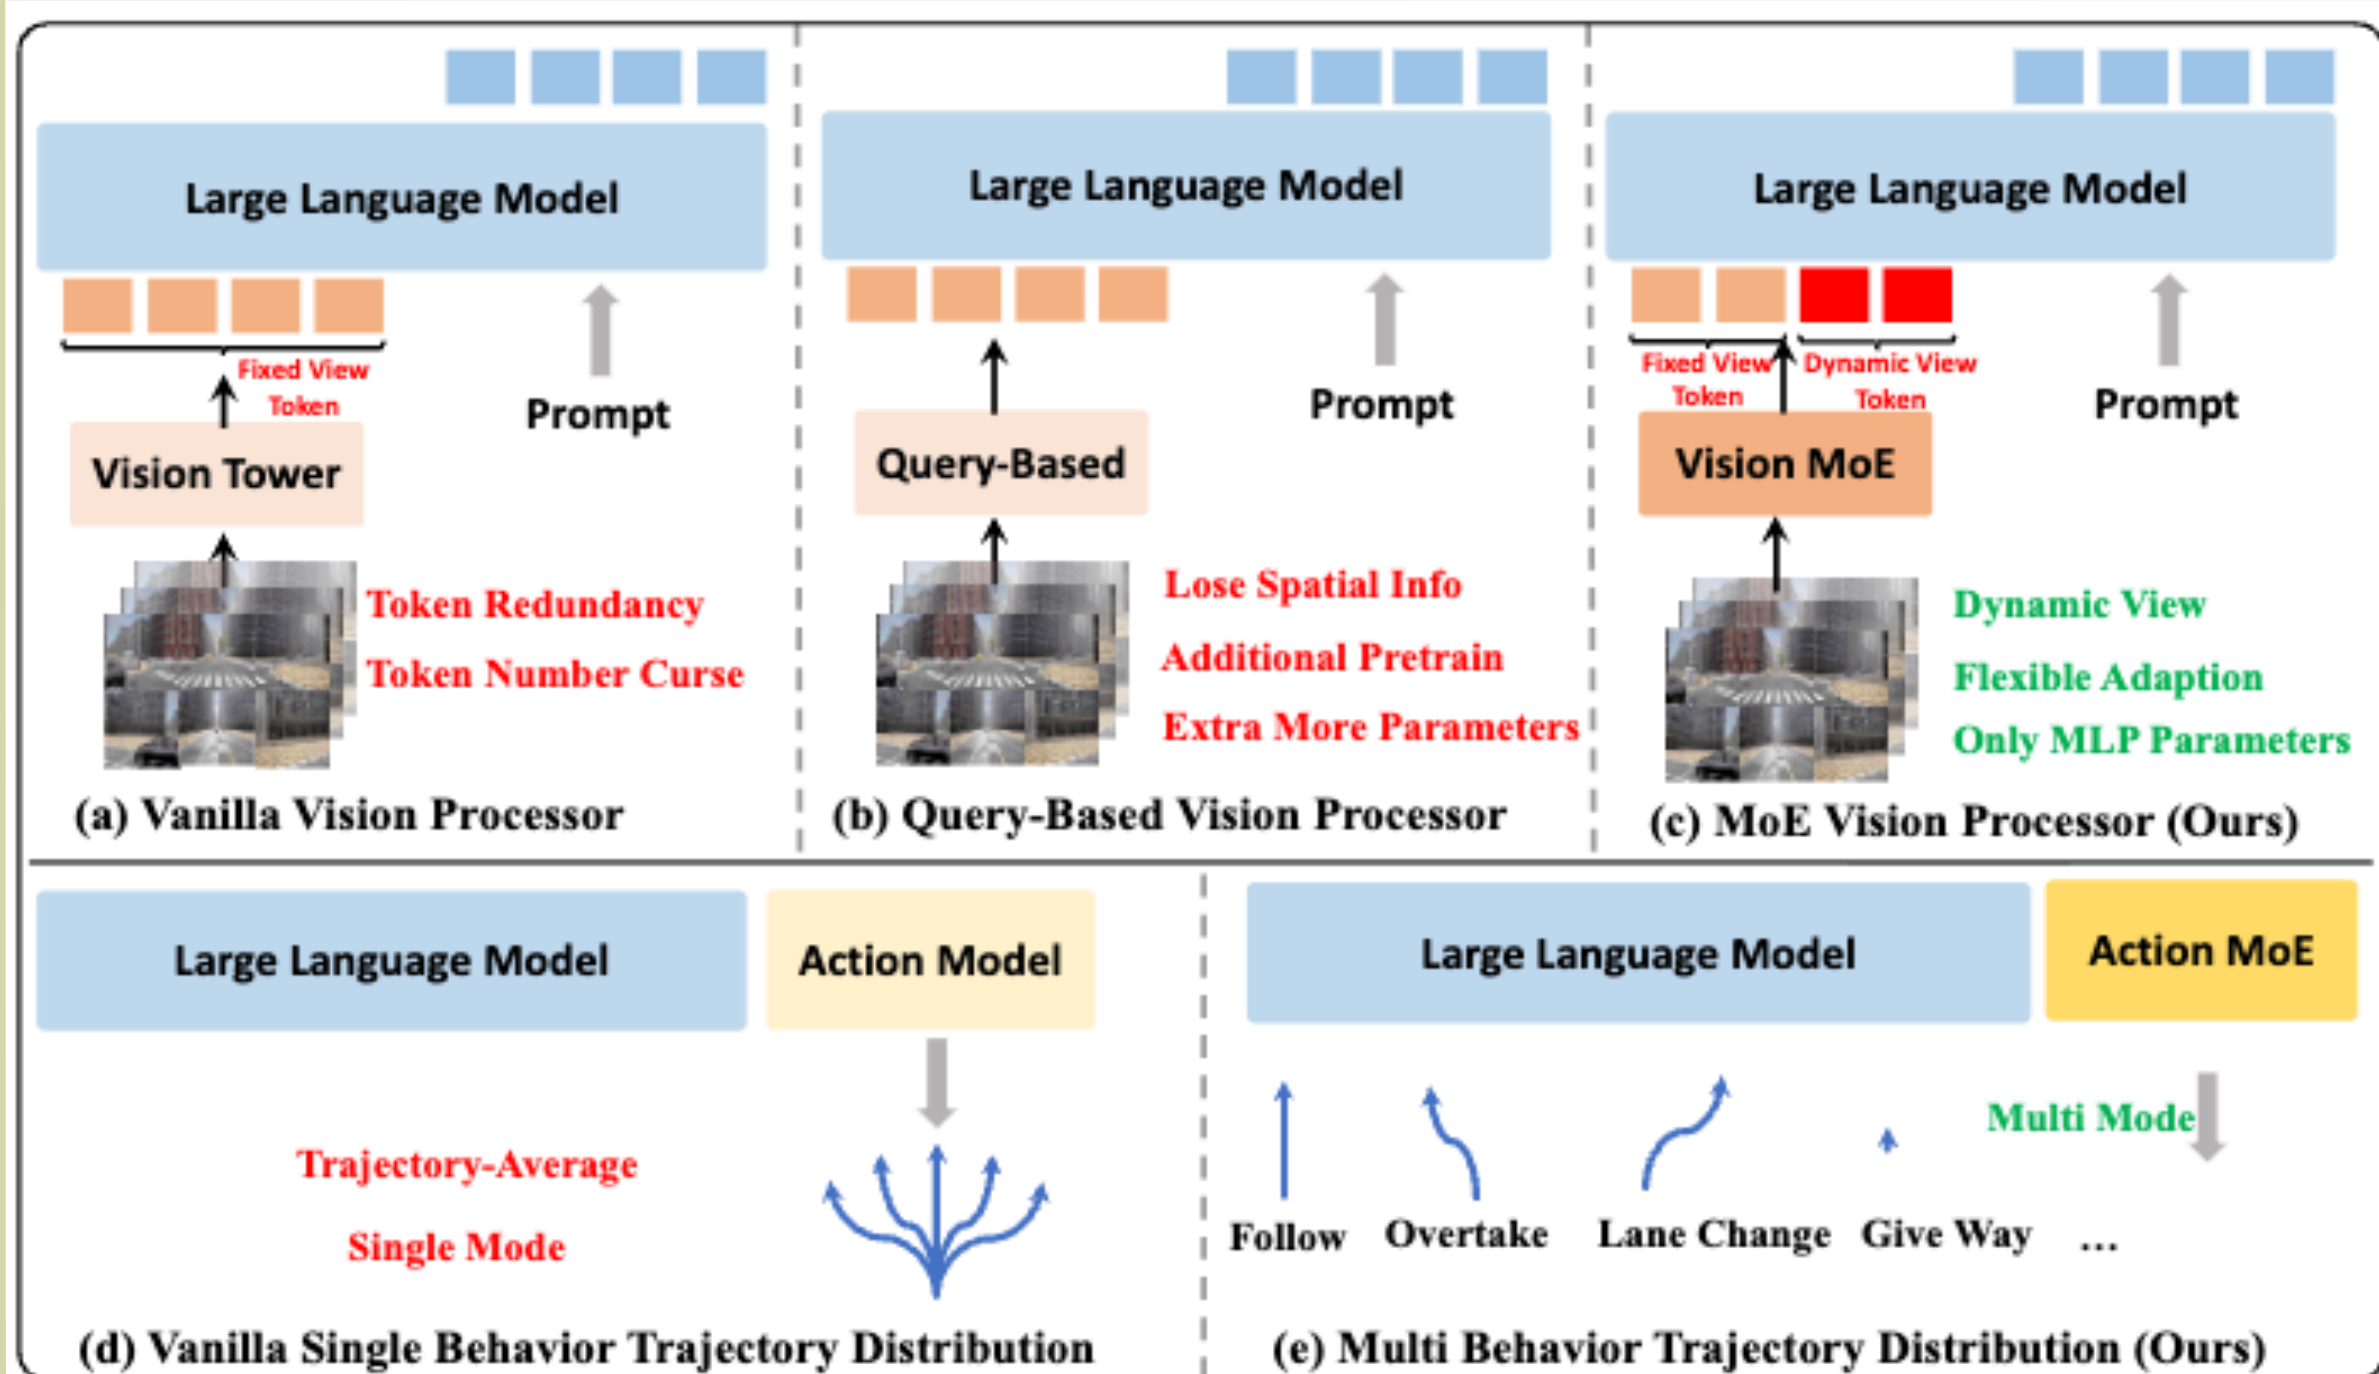 Large Language Model
Fixed View
Token
Prompt
Vision Tower
Token Redundancy
Token Number Curse
(a) Vanilla Vision Processor
Large Language Model
Prompt
Query-Based
Lose Spatial Info
Additional Pretrain
Extra More Parameters
(b) Query-Based Vision Processor
Large Language Model
Fixed View
Token
Dynamic View
Token
Prompt
Vision MoE
Dynamic View
Flexible Adaption
Only MLP Parameters
(c) MoE Vision Processor (Ours)
Large Language Model
Action Model
Trajectory-Average
Single Mode
(d) Vanilla Single Behavior Trajectory Distribution
Large Language Model
Action MoE
Multi Mode
Follow
Overtake
Lane Change
Give Way
...
(e) Multi Behavior Trajectory Distribution (Ours)